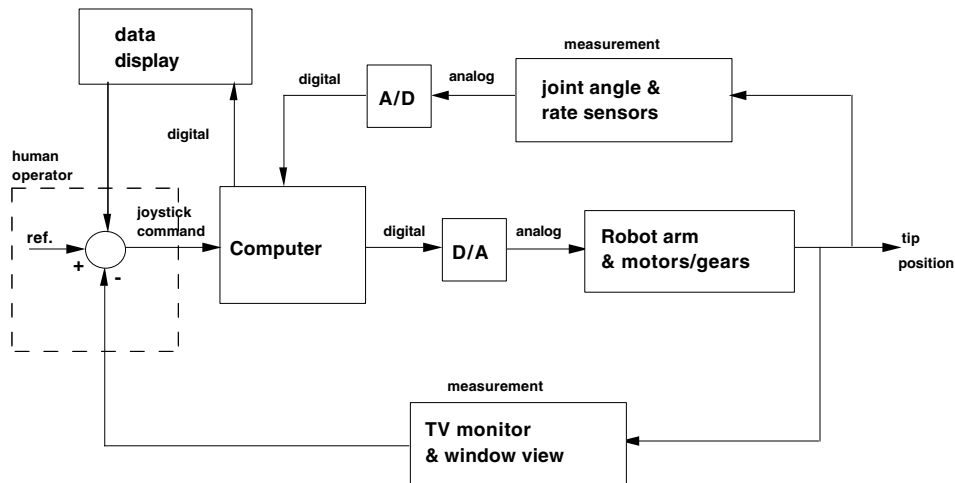 data
display
measurement
digital
A/D
analog
joint angle &
rate sensors
digital
human
operator
joystick
command
ref.
+
-
Computer
digital
D/A
analog
Robot arm
& motors/gears
tip
position
measurement
TV monitor
& window view